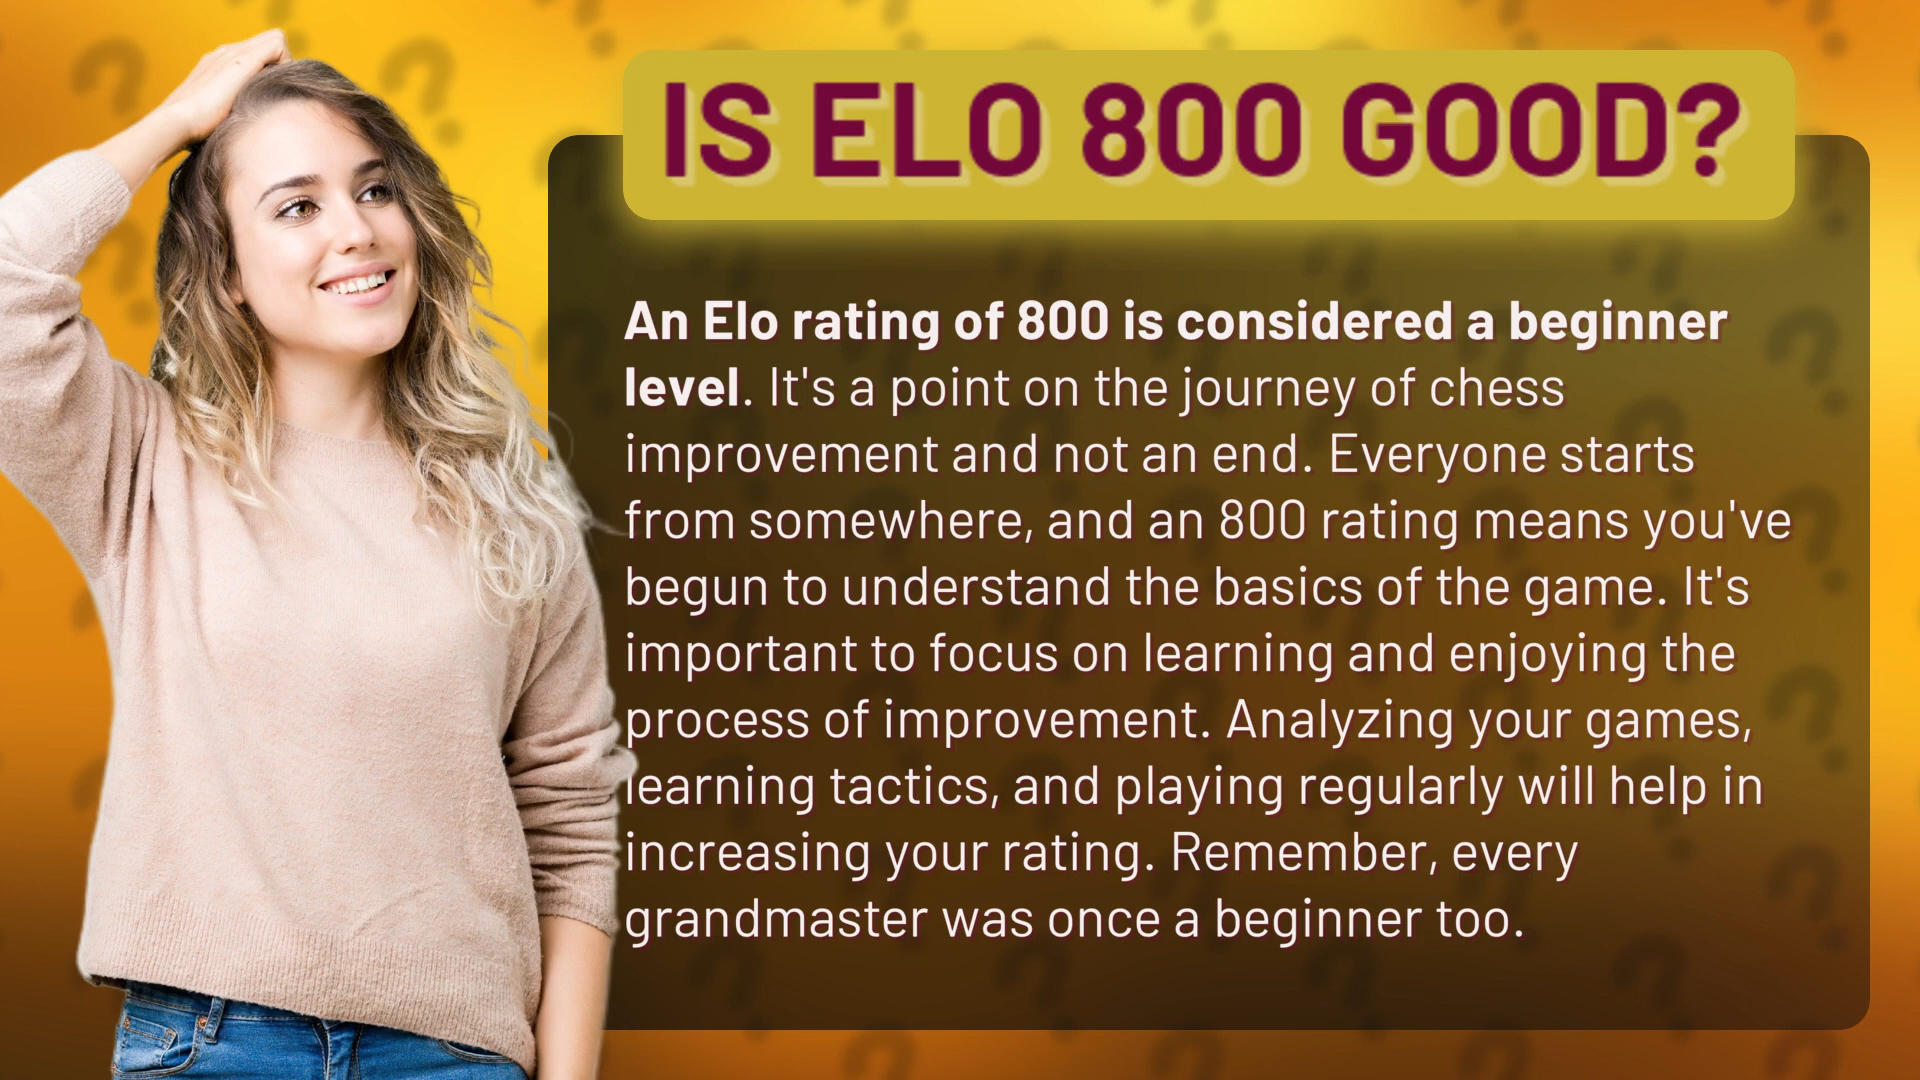 IS ELO 800 GOOD?
An Elo rating of 800 is considered a beginner
level. It's a point on the journey of chess
improvement and not an end. Everyone starts
from somewhere, and an 800 rating means you've
begun to understand the basics of the game. It's
important to focus on learning and enjoying the
process of improvement. Analyzing your games,
learning tactics, and playing regularly will help in
increasing your rating. Remember, every
grandmaster was once a beginner too.